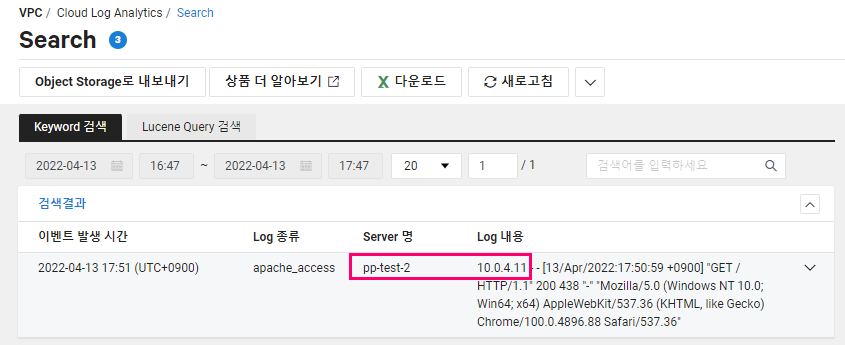 VPC / Cloud Log Analytics / Search
Search 3
Object Storage로 내보내기 상품 더 알아보기 다운로드 새로고침
Keyword 검색 Lucene Query 검색
2022-04-13 16:47 ~ 2022-04-13 17:47 20 1 / 1 검색어를 입력하세요
검색결과
이벤트 발생 시간 Log 종류 Server 명 Log 내용
2022-04-13 17:51 (UTC+0900) apache_access pp-test-2 10.0.4.11 - - [13/Apr/2022:17:50:59 +0900] "GET /
HTTP/1.1" 200 438 "-" "Mozilla/5.0 (Windows NT 10.0;
Win64; x64) AppleWebKit/537.36 (KHTML, like Gecko)
Chrome/100.0.4896.88 Safari/537.36"